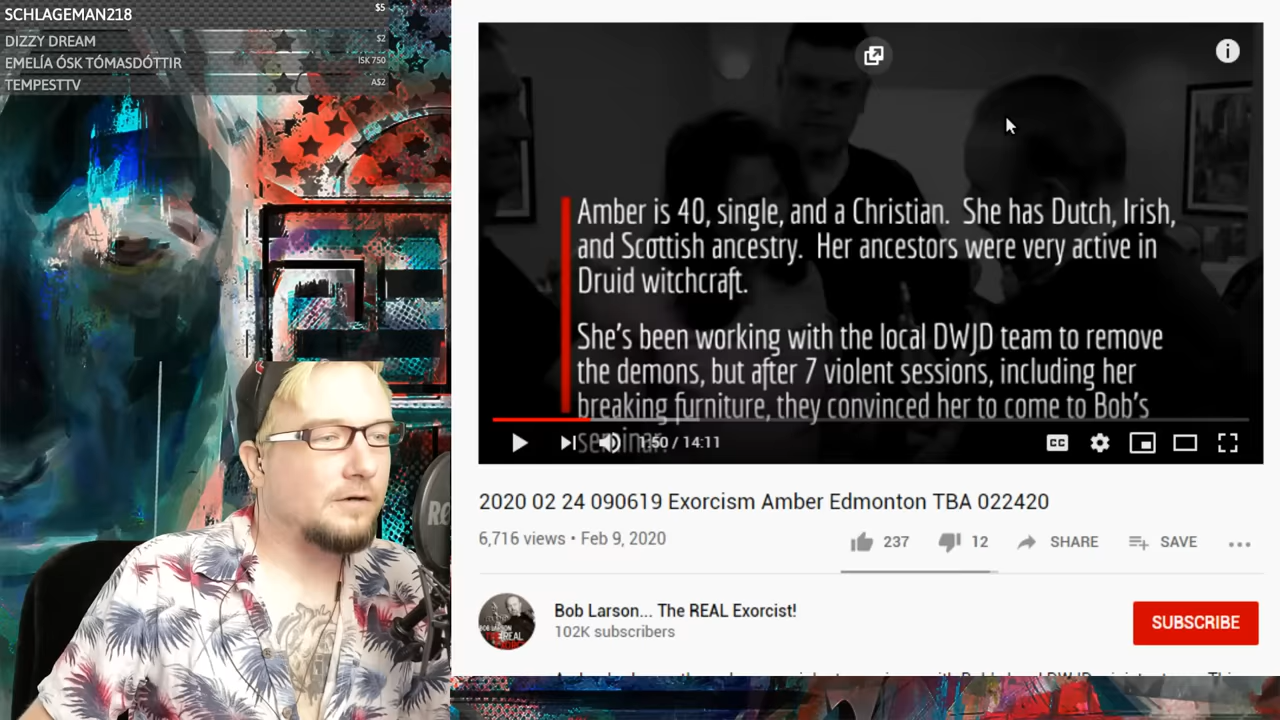 SCHLAGEMAN218 $5
DIZZY DREAM $2
EMELÍA ÓSK TÓMASDÓTTIR ISK 750
TEMPESTTV A$2
Amber is 40, single, and a Christian. She has Dutch, Irish,
and Scottish ancestry. Her ancestors were very active in
Druid witchcraft.
She's been working with the local DWJD team to remove
the demons, but after 7 violent sessions, including her
breaking furniture, they convinced her to come to Bob's
seminar.
1:50 / 14:11
CC
2020 02 24 090619 Exorcism Amber Edmonton TBA 022420
6,716 views • Feb 9, 2020
237 12 SHARE SAVE
Bob Larson... The REAL Exorcist!
102K subscribers
SUBSCRIBE